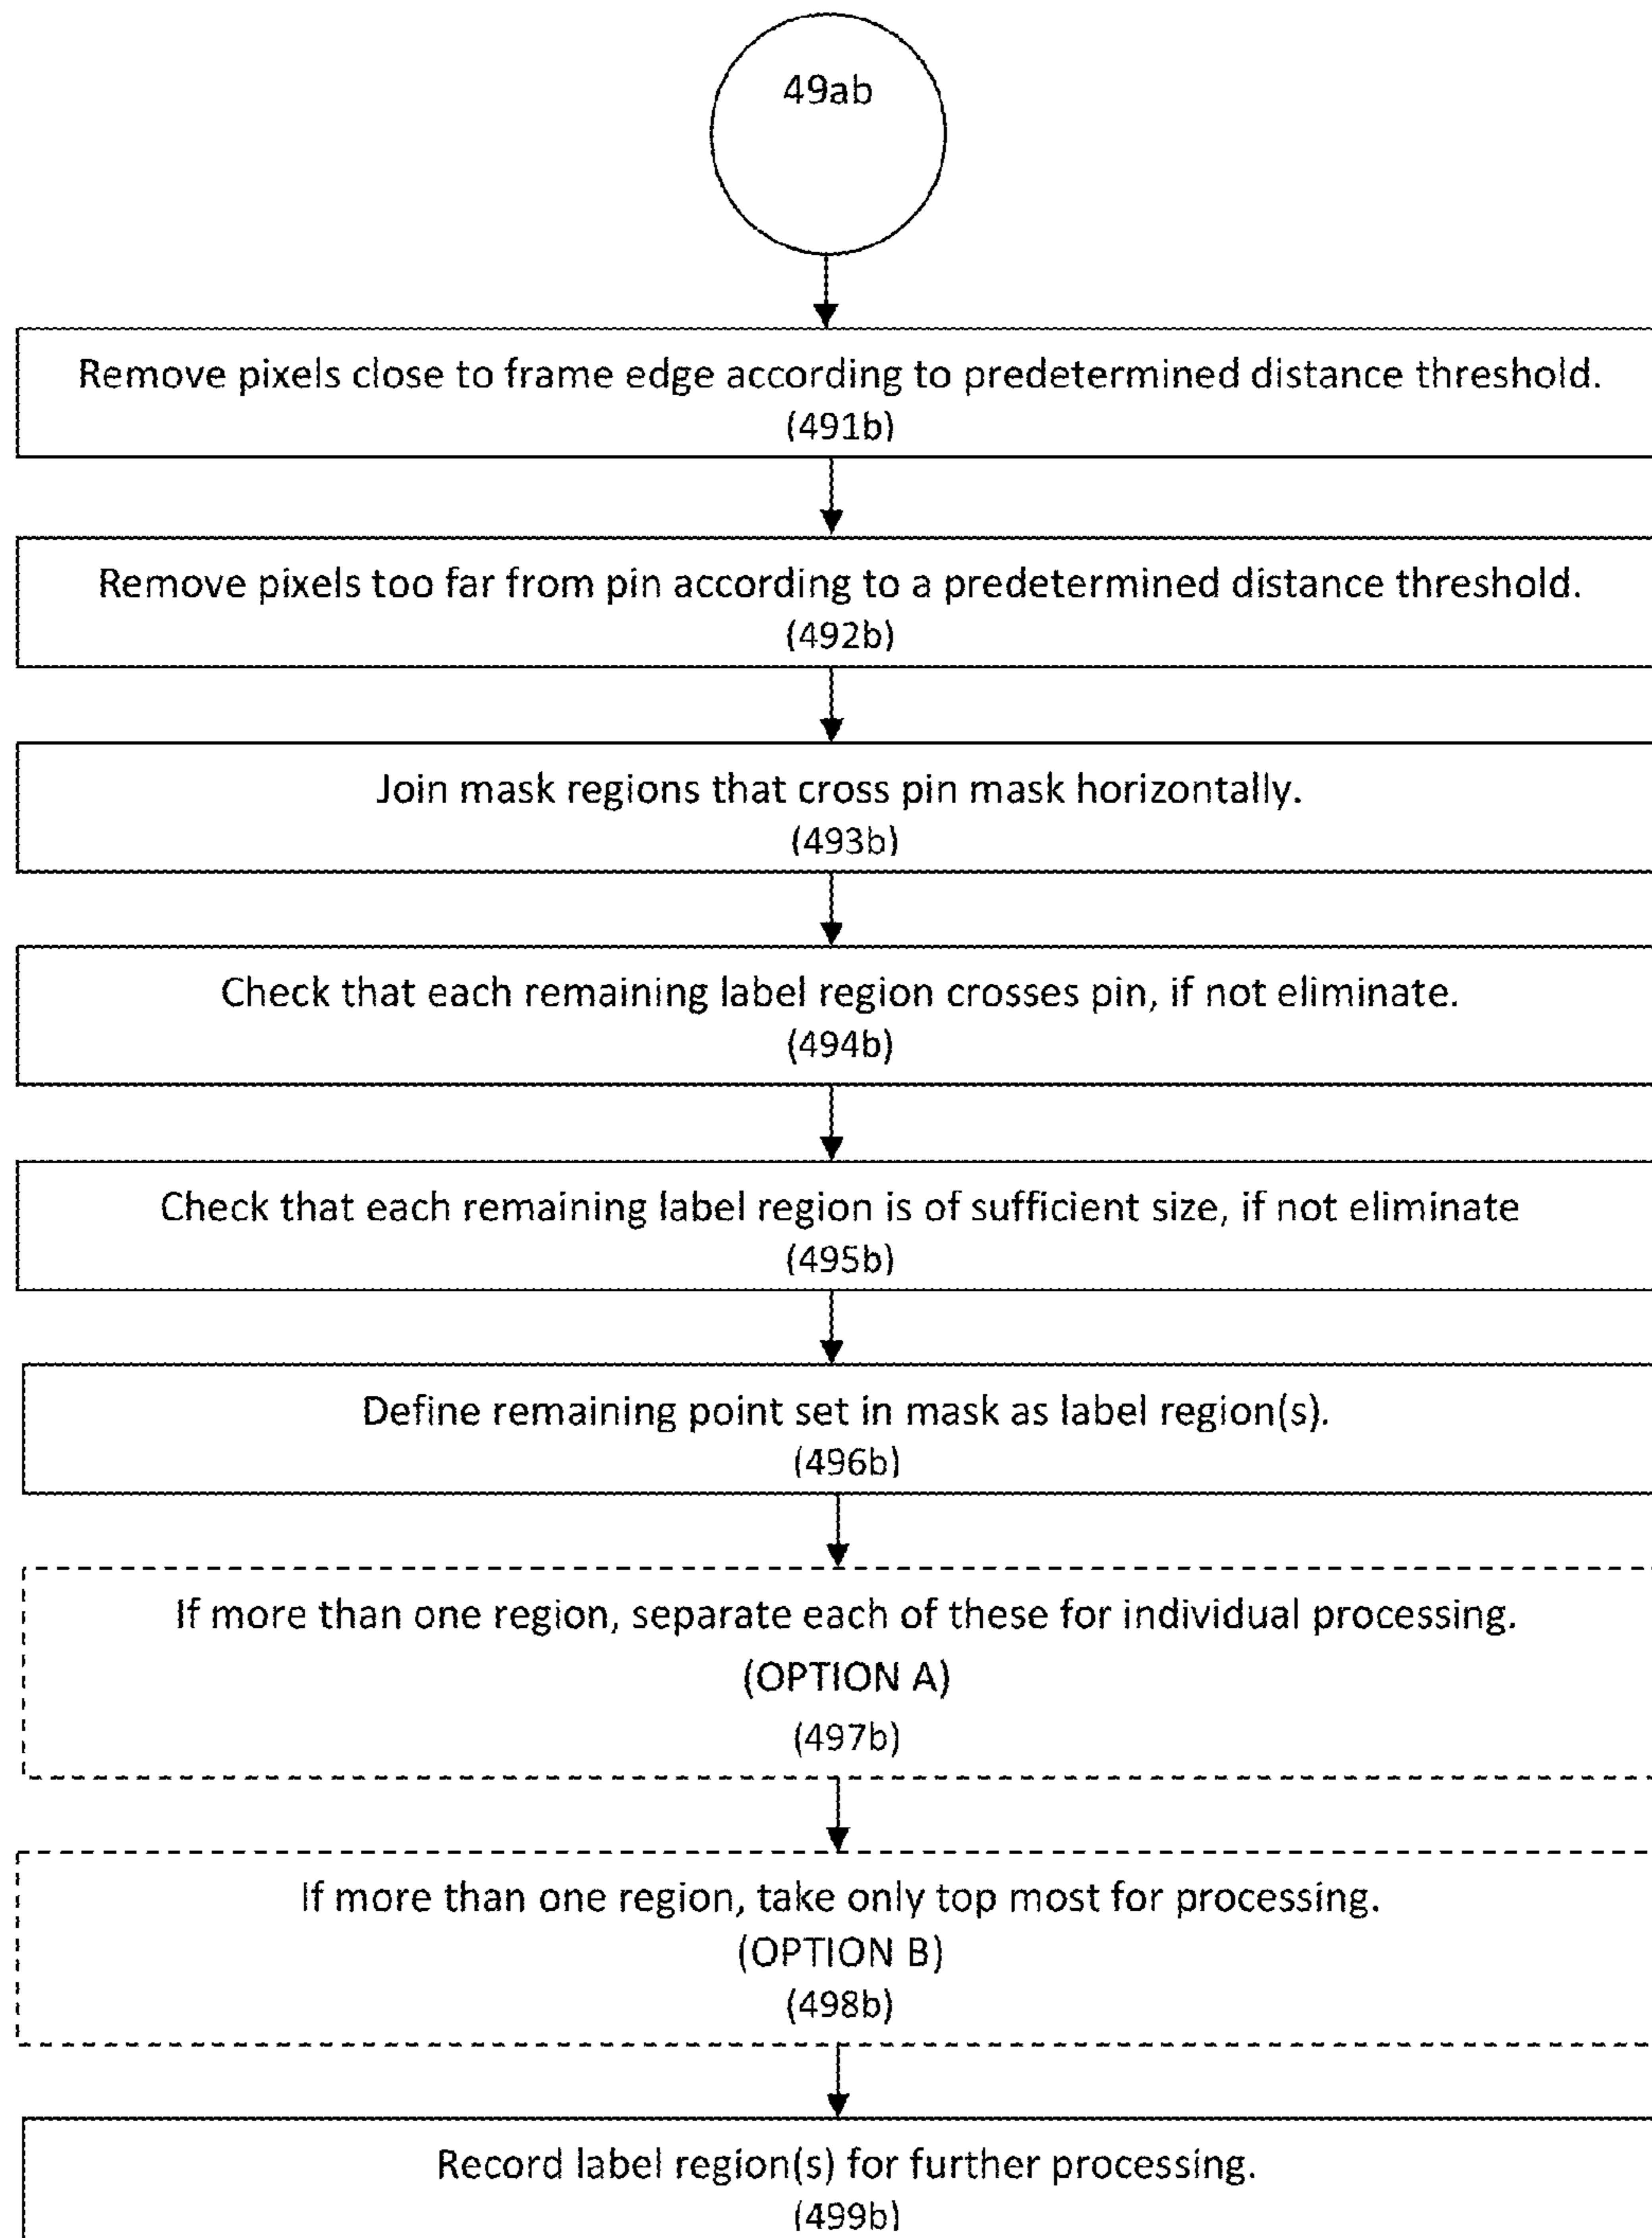 49ab
Remove pixels close to frame edge according to predetermined distance threshold.
(491b)
Remove pixels too far from pin according to a predetermined distance threshold.
(492b)
Join mask regions that cross pin mask horizontally.
(493b)
Check that each remaining label region crosses pin, if not eliminate.
(494b)
Check that each remaining label region is of sufficient size, if not eliminate
(495b)
Define remaining point set in mask as label region(s).
(496b)
If more than one region, separate each of these for individual processing.
(OPTION A)
(497b)
If more than one region, take only top most for processing.
(OPTION B)
(498b)
Record label region(s) for further processing.
(499b)